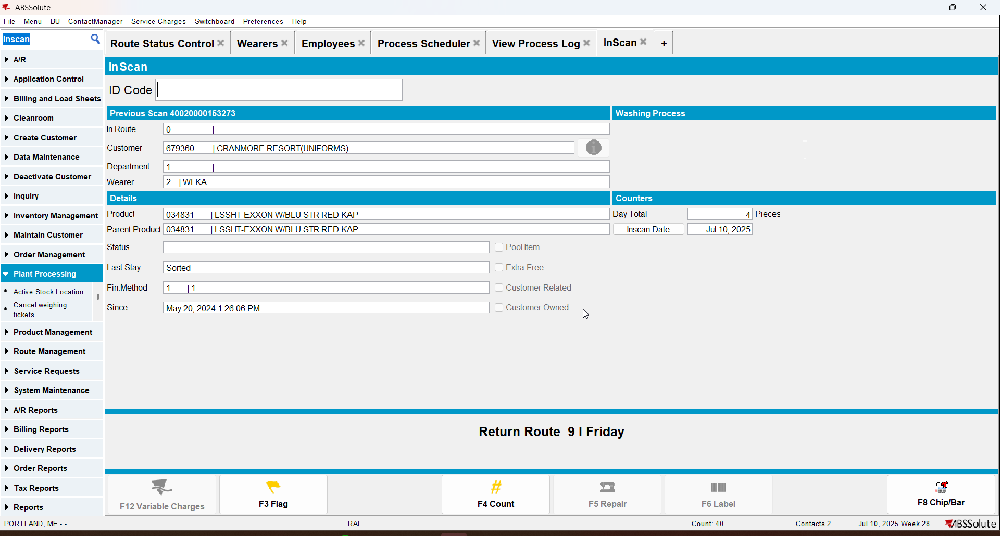 ABSSolute
File Menu BU ContactManager Service Charges Switchboard Preferences Help
inscan
Route Status Control Wearers Employees Process Scheduler View Process Log InScan +
A/R
Application Control
Billing and Load Sheets
Cleanroom
Create Customer
Data Maintenance
Deactivate Customer
Inquiry
Inventory Management
Maintain Customer
Order Management
Plant Processing
Active Stock Location
Cancel weighing
tickets
Product Management
Route Management
Service Requests
System Maintenance
A/R Reports
Billing Reports
Delivery Reports
Order Reports
Tax Reports
Reports
InScan
ID Code
Previous Scan 40020000153273
In Route 0 |
Customer 679360 | CRANMORE RESORT(UNIFORMS)
Department 1 | -
Wearer 2 | WLKA
Washing Process
Details
Product 034831 | LSSHT-EXXON W/BLU STR RED KAP
Parent Product 034831 | LSSHT-EXXON W/BLU STR RED KAP
Status Pool Item
Last Stay Sorted Extra Free
Fin.Method 1 | 1 Customer Related
Since May 20, 2024 1:26:06 PM Customer Owned
Counters
Day Total 4 Pieces
Inscan Date Jul 10, 2025
Return Route 9 I Friday
F12 Variable Charges F3 Flag # F4 Count F5 Repair F6 Label F8 Chip/Bar
PORTLAND, ME - - RAL Count: 40 Contacts 2 Jul 10, 2025 Week 28 ABSSolute